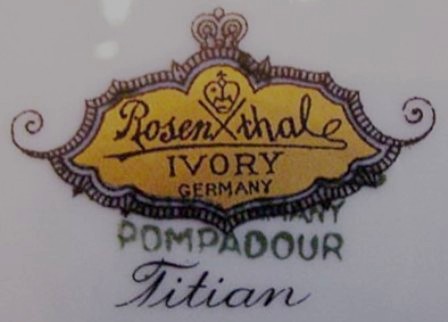 Rosenthal
IVORY
GERMANY
POMPADOUR
Titian